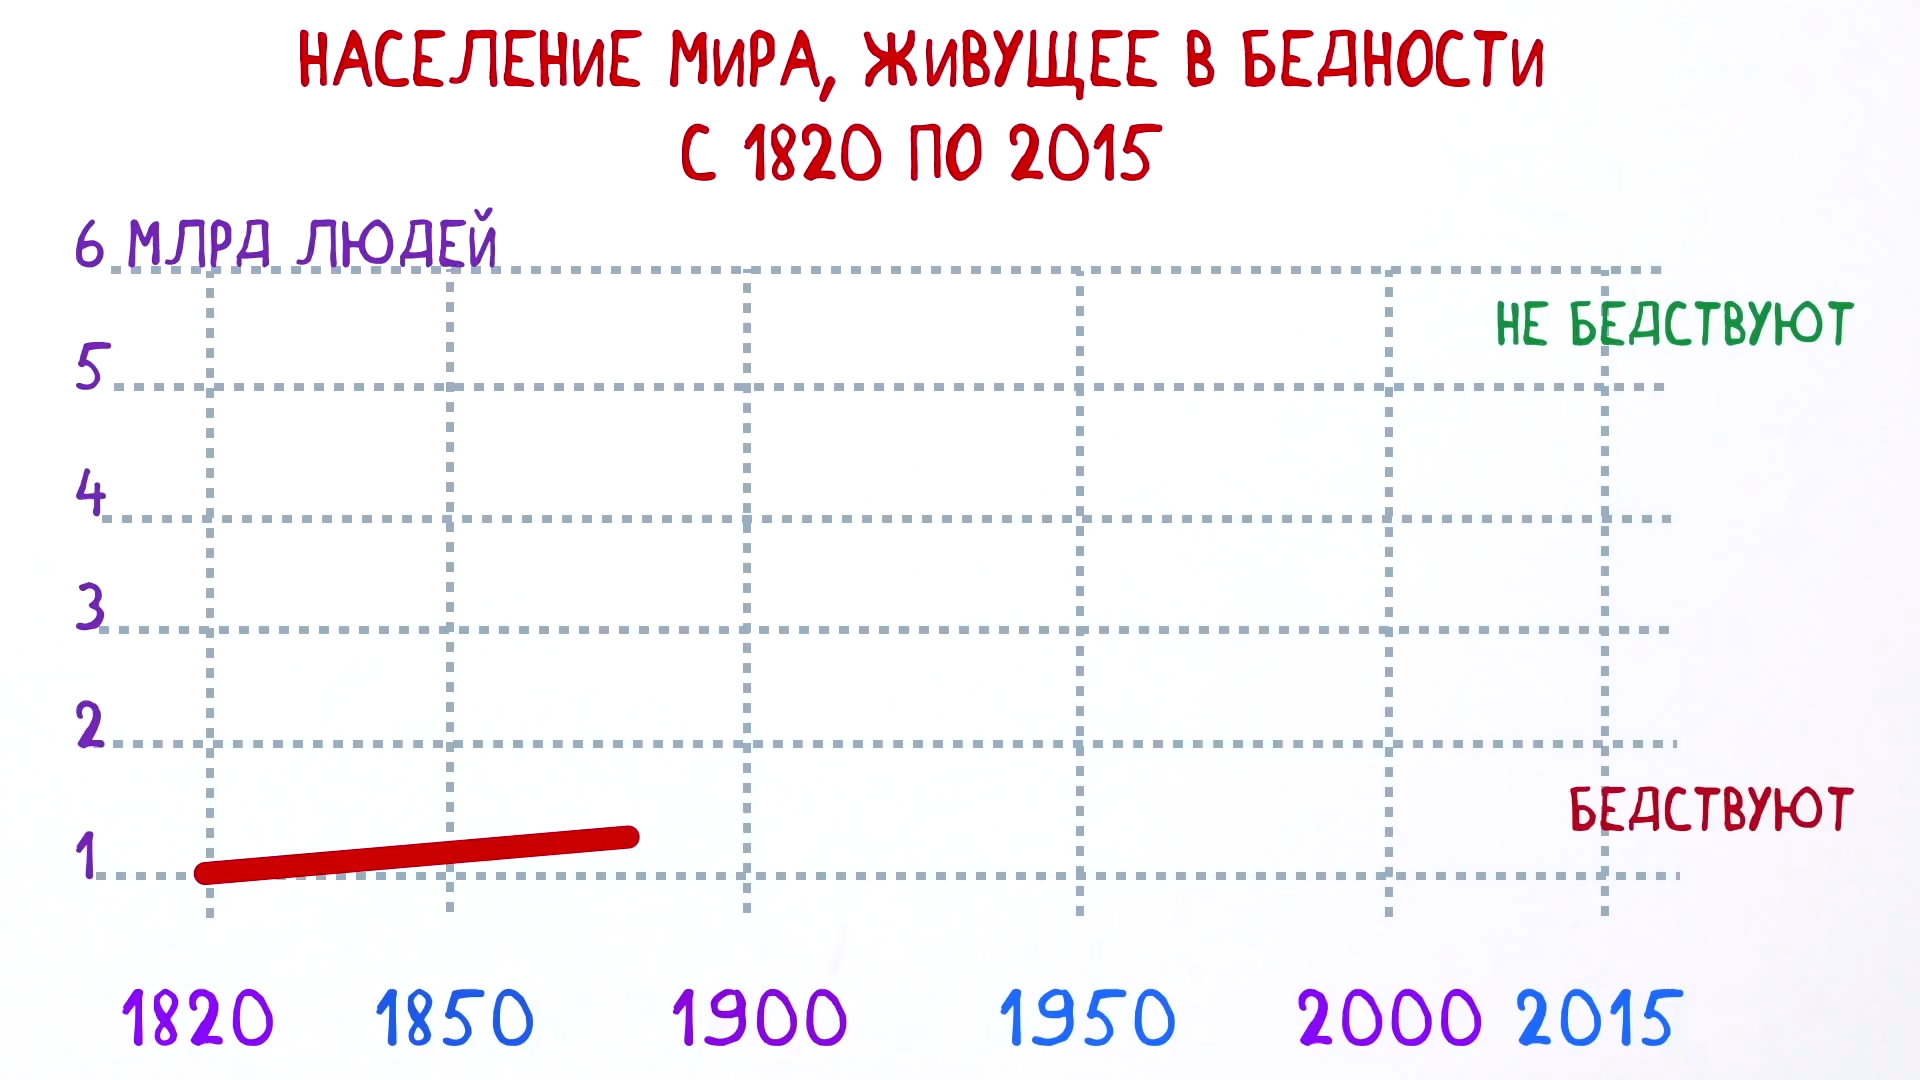 НАСЕЛЕНИЕ МИРА, ЖИВУЩЕЕ В БЕДНОСТИ
С 1820 ПО 2015
6 МЛРД ЛЮДЕЙ
НЕ БЕДСТВУЮТ
5
4
3
2
БЕДСТВУЮТ
1
1820 1850 1900 1950 2000 2015